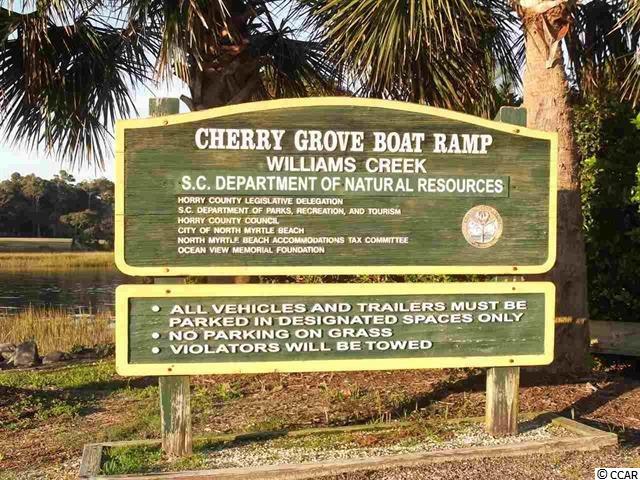 CHERRY GROVE BOAT RAMP
WILLIAMS CREEK
S.C. DEPARTMENT OF NATURAL RESOURCES
HORRY COUNTY LEGISLATIVE DELEGATION
S.C. DEPARTMENT OF PARKS, RECREATION, AND TOURISM
HORRY COUNTY COUNCIL
CITY OF NORTH MYRTLE BEACH
NORTH MYRTLE BEACH ACCOMMODATIONS TAX COMMITTEE
OCEAN VIEW MEMORIAL FOUNDATION
• ALL VEHICLES AND TRAILERS MUST BE
PARKED IN DESIGNATED SPACES ONLY
• NO PARKING ON GRASS
• VIOLATORS WILL BE TOWED
© CCAR